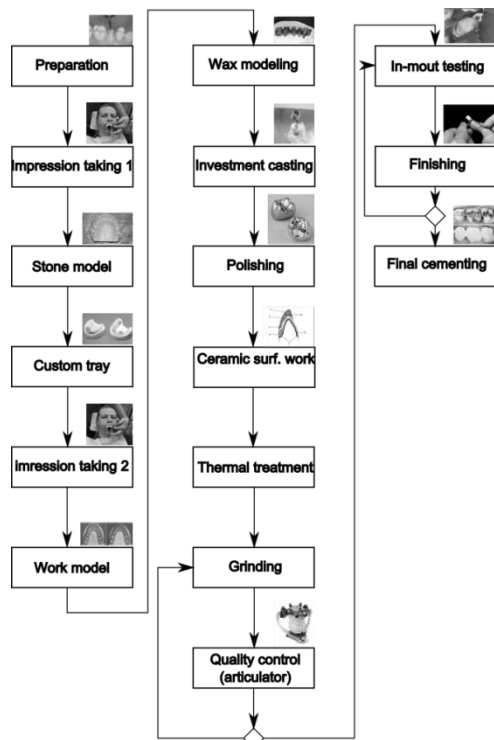 Preparation
Impression taking 1
Stone model
Custom tray
imression taking 2
Work model
Wax modeling
Investment casting
Polishing
Ceramic surf. work
Thermal treatment
Grinding
Quality control
(articulator)
In-mout testing
Finishing
Final cementing